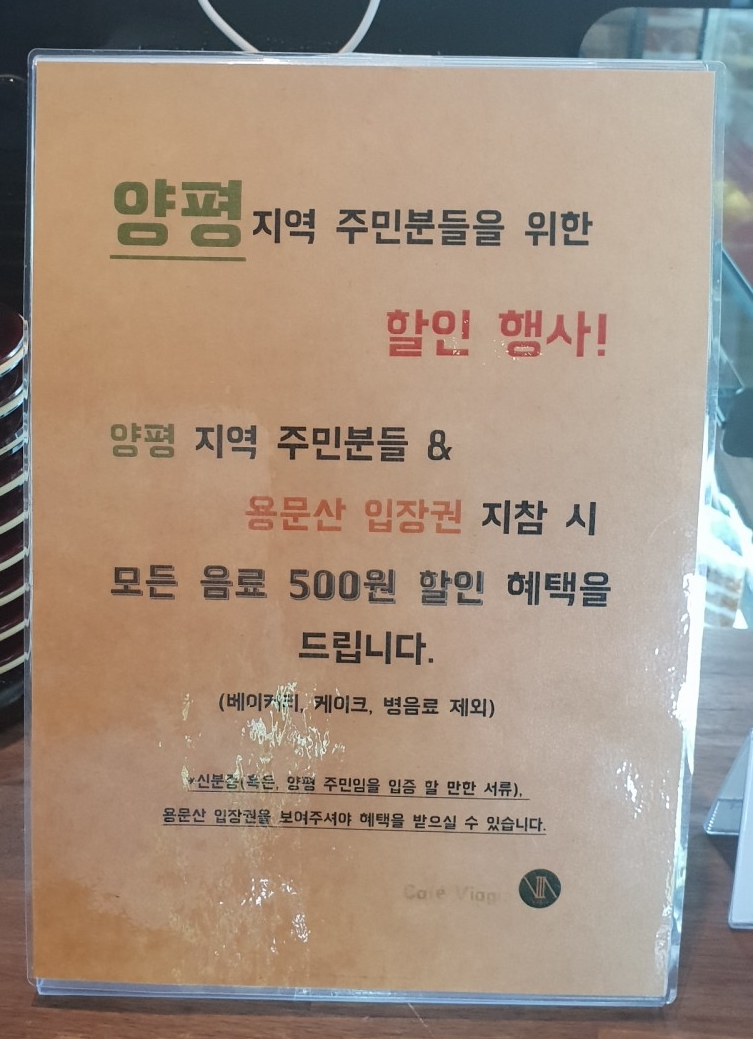 양평 지역 주민분들을 위한
할인 행사!
양평 지역 주민분들 &
용문산 입장권 지참 시
모든 음료 500원 할인 혜택을
드립니다.
(베이커리, 케이크, 병음료 제외)
*신분증(혹은, 양평 주민임을 입증 할 만한 서류),
용문산 입장권을 보여주셔야 혜택을 받으실 수 있습니다.
Cafe